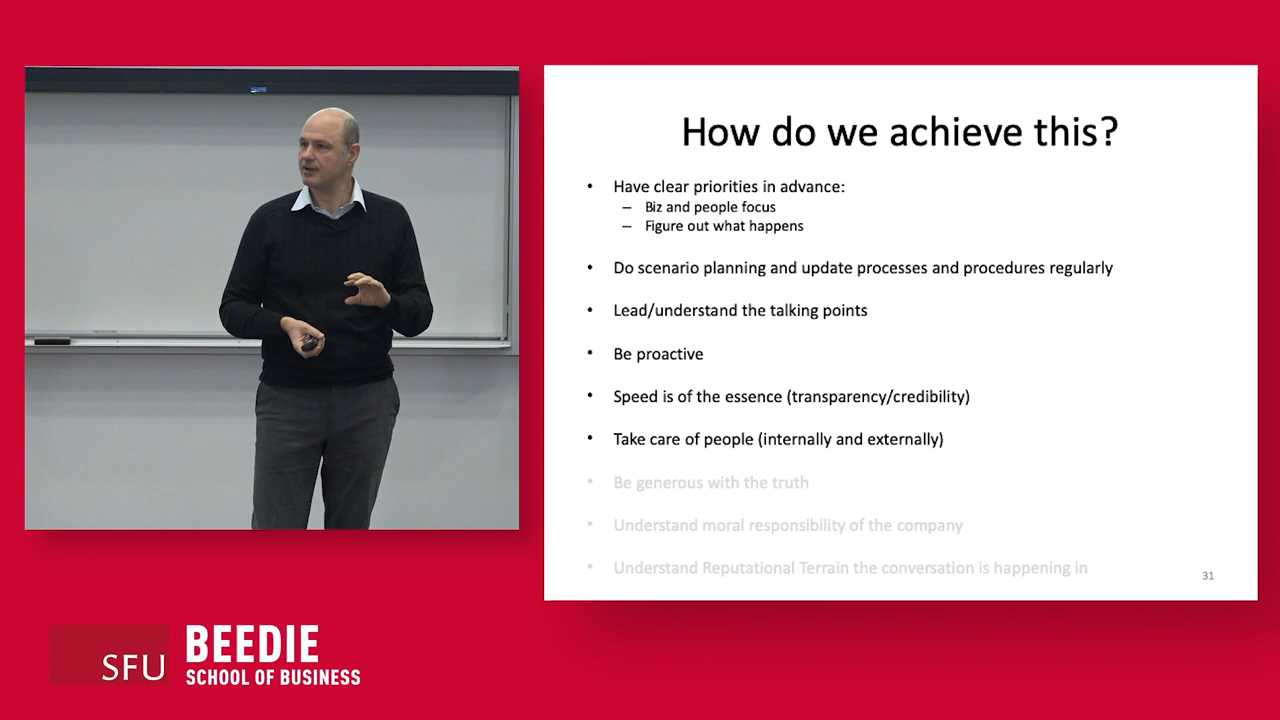 How do we achieve this?
• Have clear priorities in advance:
– Biz and people focus
– Figure out what happens
• Do scenario planning and update processes and procedures regularly
• Lead/understand the talking points
• Be proactive
• Speed is of the essence (transparency/credibility)
• Take care of people (internally and externally)
• Be generous with the truth
• Understand moral responsibility of the company
• Understand Reputational Terrain the conversation is happening in
31
SFU
BEEDIE
SCHOOL OF BUSINESS